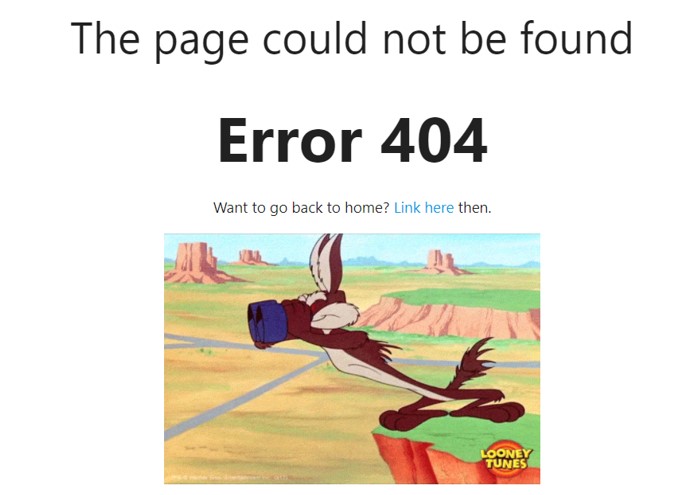 The page could not be found
Error 404
Want to go back to home? Link here then.
LOONEY
TUNES